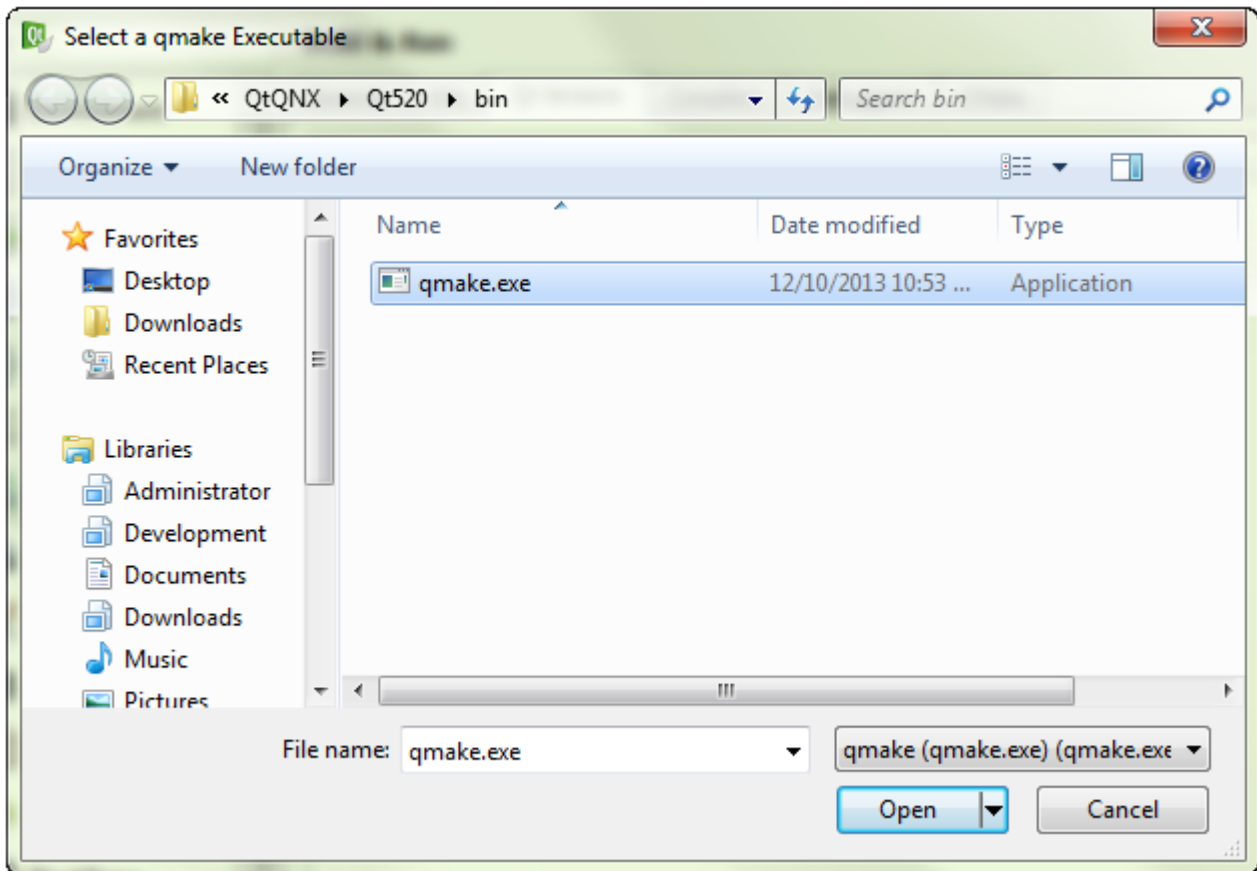 Select a qmake Executable
« QtQNX ▸ Qt520 ▸ bin
Search bin
Organize
New folder
Name
Date modified
Type
Favorites
qmake.exe
12/10/2013 10:53 ...
Application
Desktop
Downloads
Recent Places
Libraries
Administrator
Development
Documents
Downloads
Music
Pictures
File name:
qmake.exe
qmake (qmake.exe) (qmake.exe
Open
Cancel